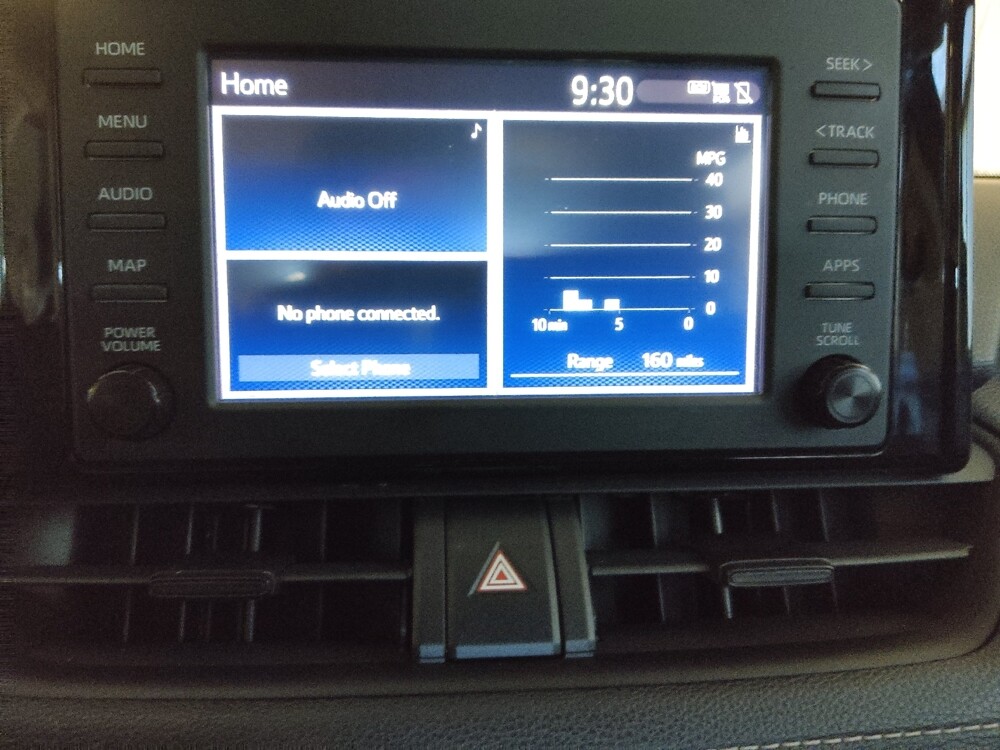 HOME
MENU
AUDIO
MAP
POWER
VOLUME
Home
9:30
Audio Off
No phone connected.
Select Phone
MPG
40
30
20
10
0
10 min 5 0
Range 160 miles
SEEK >
< TRACK
PHONE
APPS
TUNE
SCROLL